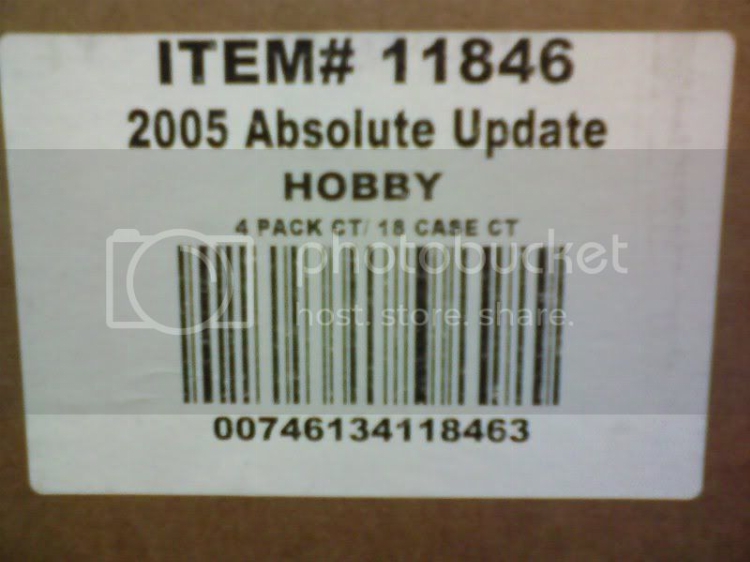 ITEM# 11846
2005 Absolute Update
HOBBY
4 PACK CT/ 18 CASE CT
photobucket
host. store. share.
00746134118463